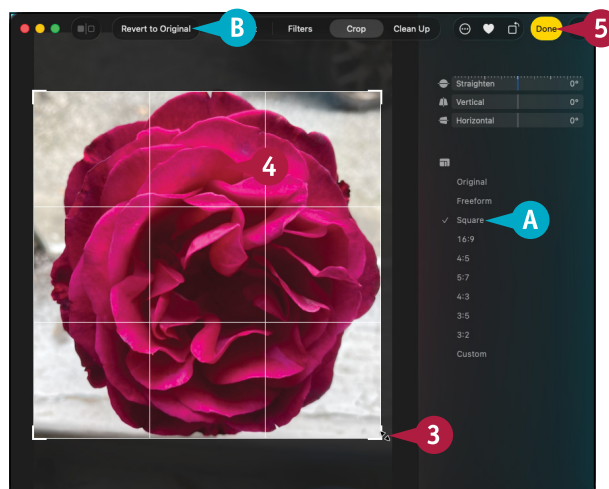 Revert to Original B t Filters Crop Clean Up Done 5
Straighten 0°
Vertical 0°
Horizontal 0°
4
Original
Freeform
✓ Square A
16:9
4:5
5:7
4:3
3:5
3:2
Custom
3